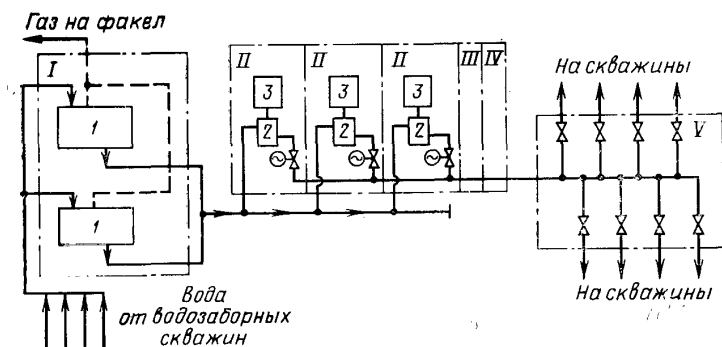 Газ на факел
I
II
II
II
III
IV
3
3
3
На скважины
1
2
2
2
V
1
Вода
от водозаборных
скважин
На скважины